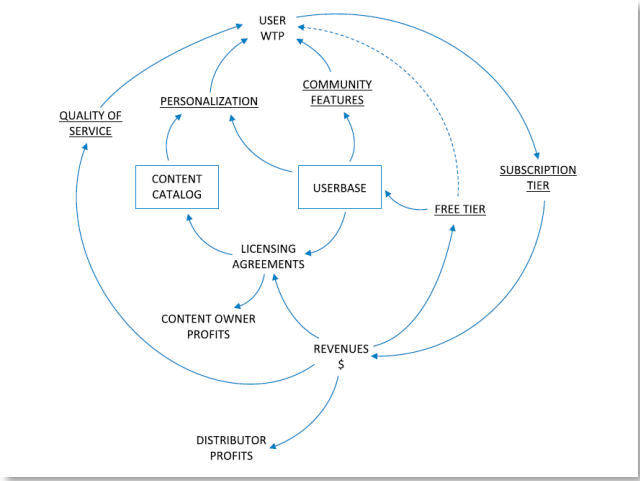 USER
WTP
COMMUNITY
FEATURES
PERSONALIZATION
QUALITY OF
SERVICE
SUBSCRIPTION
TIER
CONTENT
CATALOG
USERBASE
FREE TIER
LICENSING
AGREEMENTS
CONTENT OWNER
PROFITS
REVENUES
$
DISTRIBUTOR
PROFITS